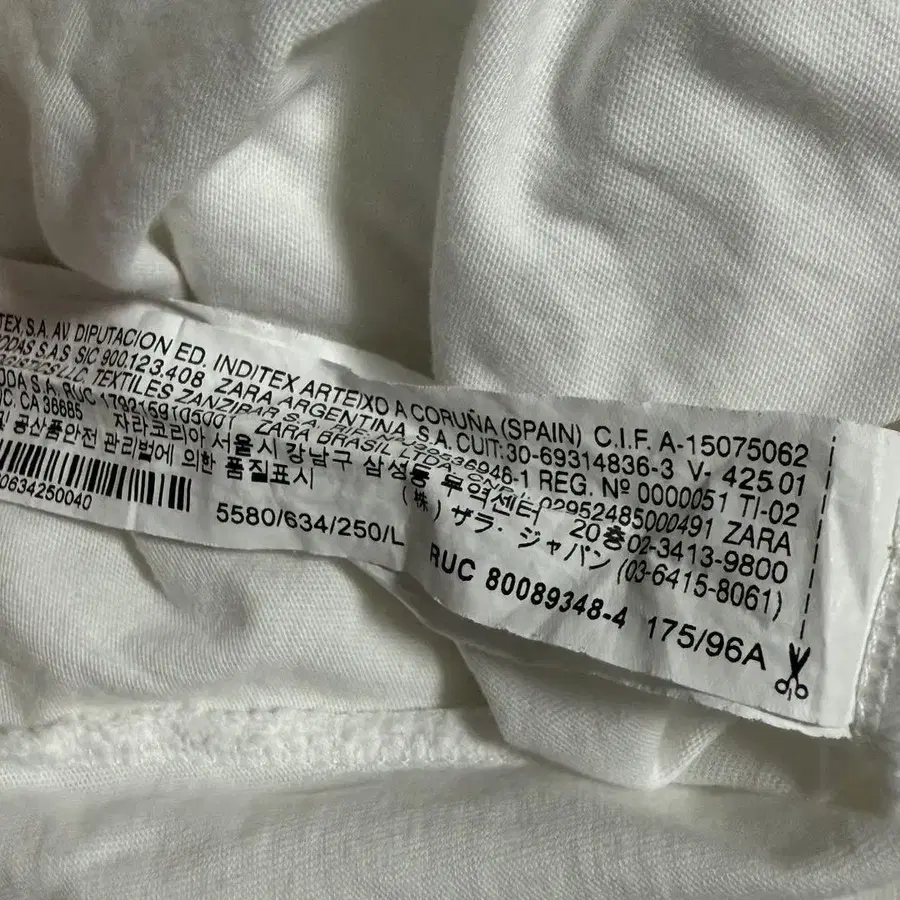 TEX, S.A. AV. DIPUTACION ED. INDITEX ARTEIXO A CORUÑA (SPAIN) C.I.F. A-15075062
ODAS S.A.S SIC 900.123.408 ZARA ARGENTINA S.A. CUIT:30-69314836-3 V- 425.01
LLC, TEXTILES ZANZIBAR REG. Nº 0000051 TI-02
ODA S.A. RUC ZARA BRASIL LTDA. 02952485000491 ZARA
CA 38685 자라코리아 서울시 강남구 삼성동 무역센터 20층 02-3413-9800
공산품안전 관리법에 의한 품질표시 (株) ザラ・ジャパン (03-6415-8061)
0634250040 5580/634/250/L RUC 80089348-4 175/96A